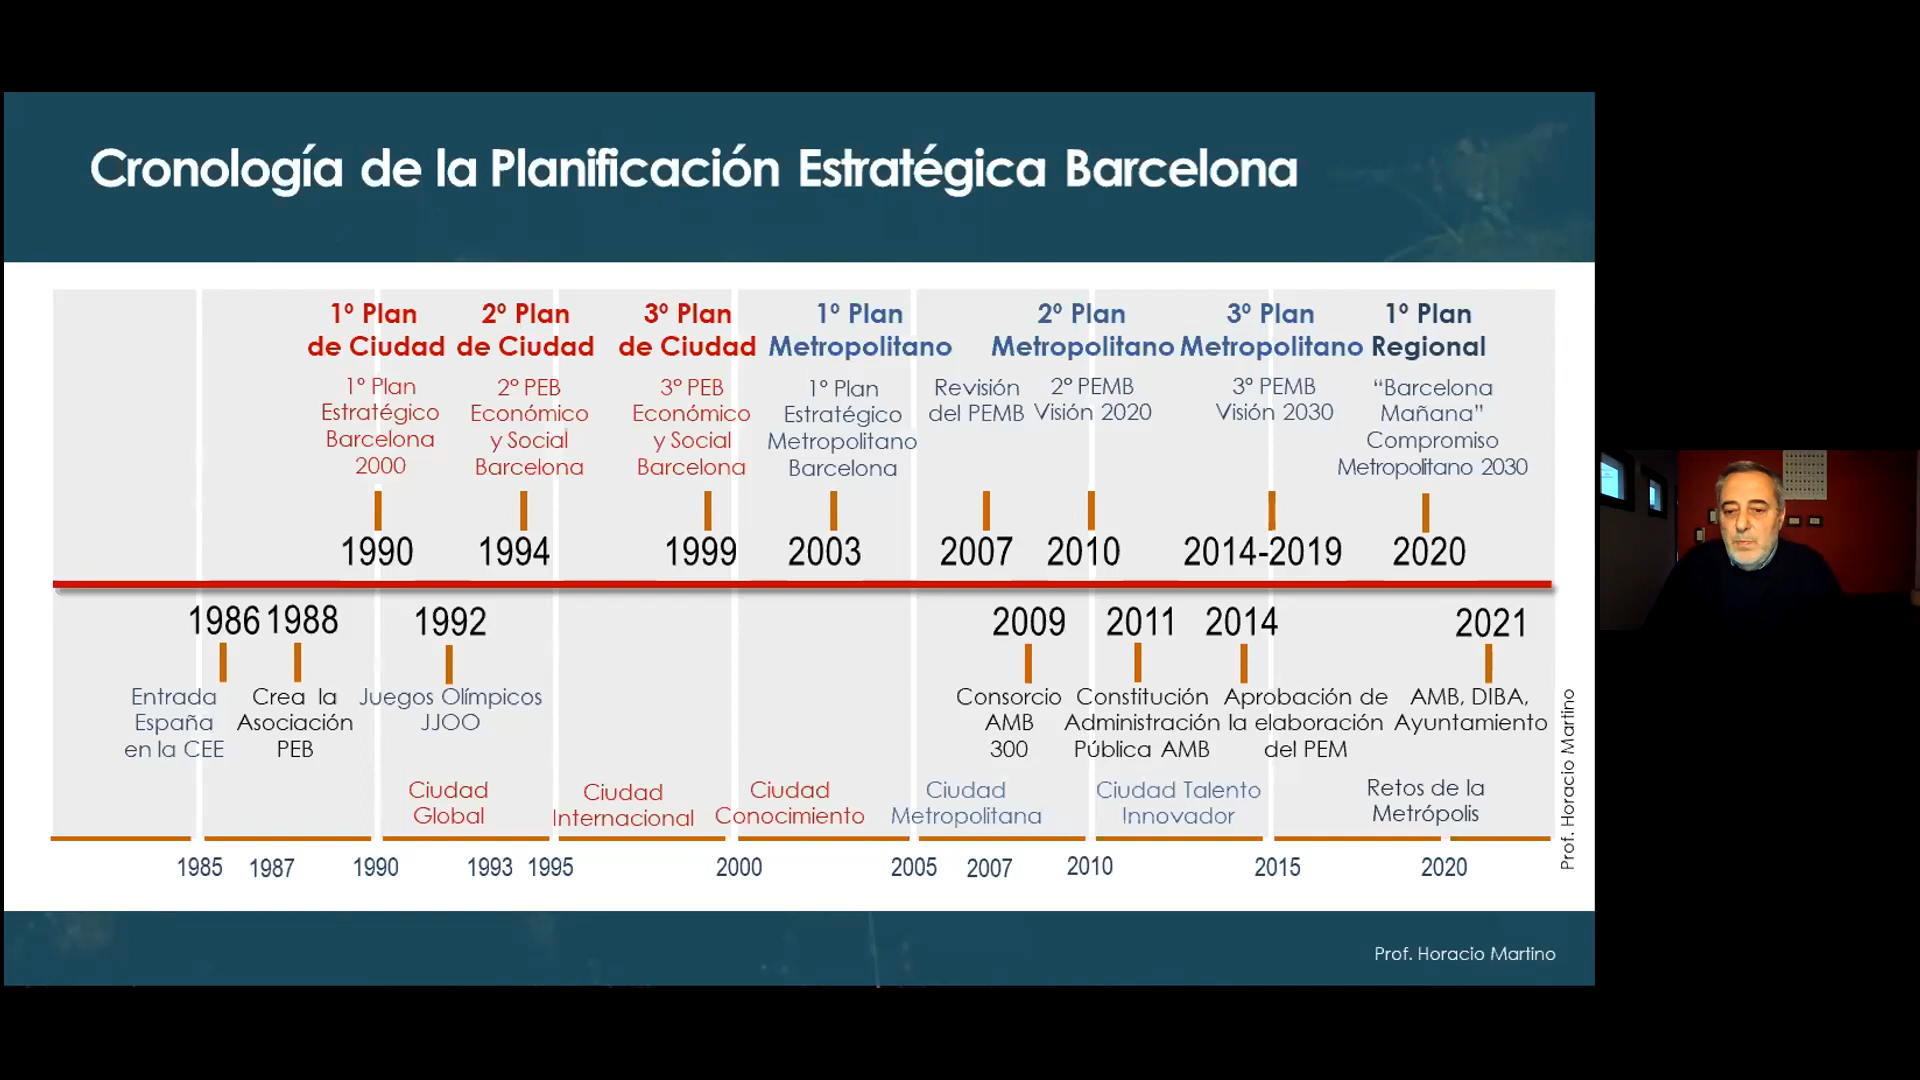 Cronología de la Planificación Estratégica Barcelona
1º Plan
de Ciudad
2º Plan
de Ciudad
3º Plan
de Ciudad
1º Plan
Metropolitano
2º Plan
Metropolitano
3º Plan
Metropolitano
1º Plan
Regional
1º Plan
Estratégico
Barcelona
2000
2º PEB
Económico
y Social
Barcelona
3º PEB
Económico
y Social
Barcelona
1º Plan
Estratégico
Metropolitano
Barcelona
Revisión
del PEMB
2º PEMB
Visión 2020
3º PEMB
Visión 2030
“Barcelona
Mañana”
Compromiso
Metropolitano 2030
1990
1994
1999
2003
2007
2010
2014-2019
2020
1986
1988
1992
2009
2011
2014
2021
Entrada
España
en la CEE
Crea la
Asociación
PEB
Juegos Olímpicos
JJOO
Consorcio
AMB
300
Constitución
Administración
Pública AMB
Aprobación de
la elaboración
del PEM
AMB, DIBA,
Ayuntamiento
Ciudad
Global
Ciudad
Internacional
Ciudad
Conocimiento
Ciudad
Metropolitana
Ciudad Talento
Innovador
Retos de la
Metrópolis
Prof. Horacio Martino
1985
1987
1990
1993
1995
2000
2005
2007
2010
2015
2020
Prof. Horacio Martino